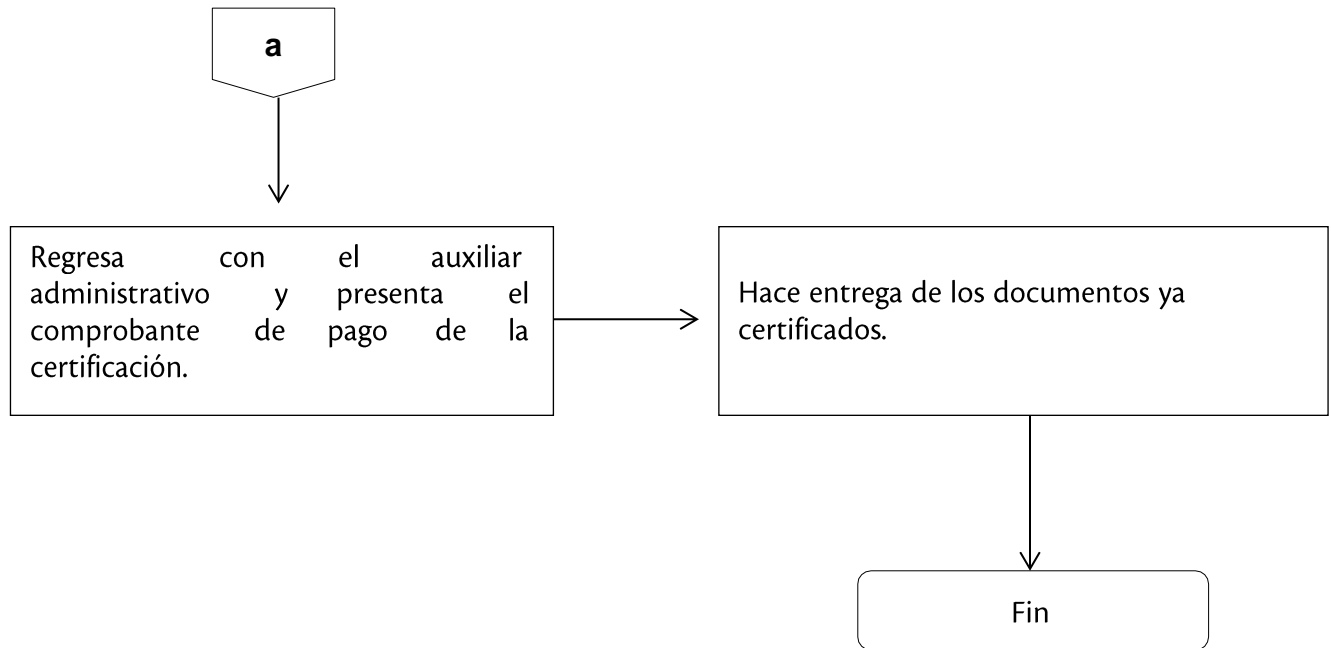 a
Regresa con el auxiliar
administrativo y presenta el
comprobante de pago de la
certificación.
Hace entrega de los documentos ya
certificados.
Fin